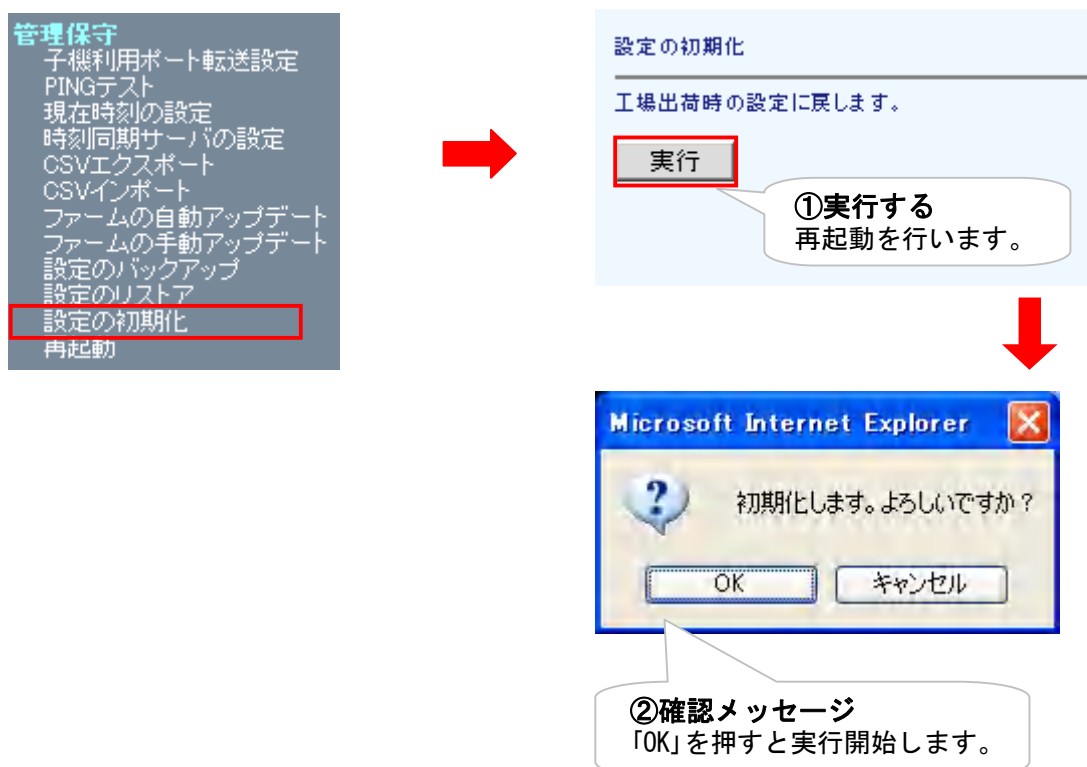 管理保守
子機利用ポート転送設定
PINGテスト
現在時刻の設定
時刻同期サーバの設定
CSVエクスポート
CSVインポート
ファームの自動アップデート
ファームの手動アップデート
設定のバックアップ
設定のリストア
設定の初期化
再起動
設定の初期化
工場出荷時の設定に戻します。
実行
①実行する
再起動を行います。
Microsoft Internet Explorer
初期化します。よろしいですか？
OK
キャンセル
②確認メッセージ
「OK」を押すと実行開始します。